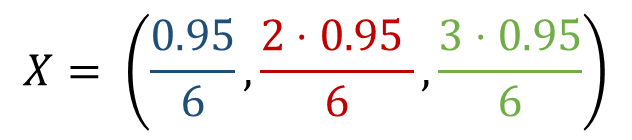 X = (0.95/6, 2 · 0.95/6, 3 · 0.95/6)